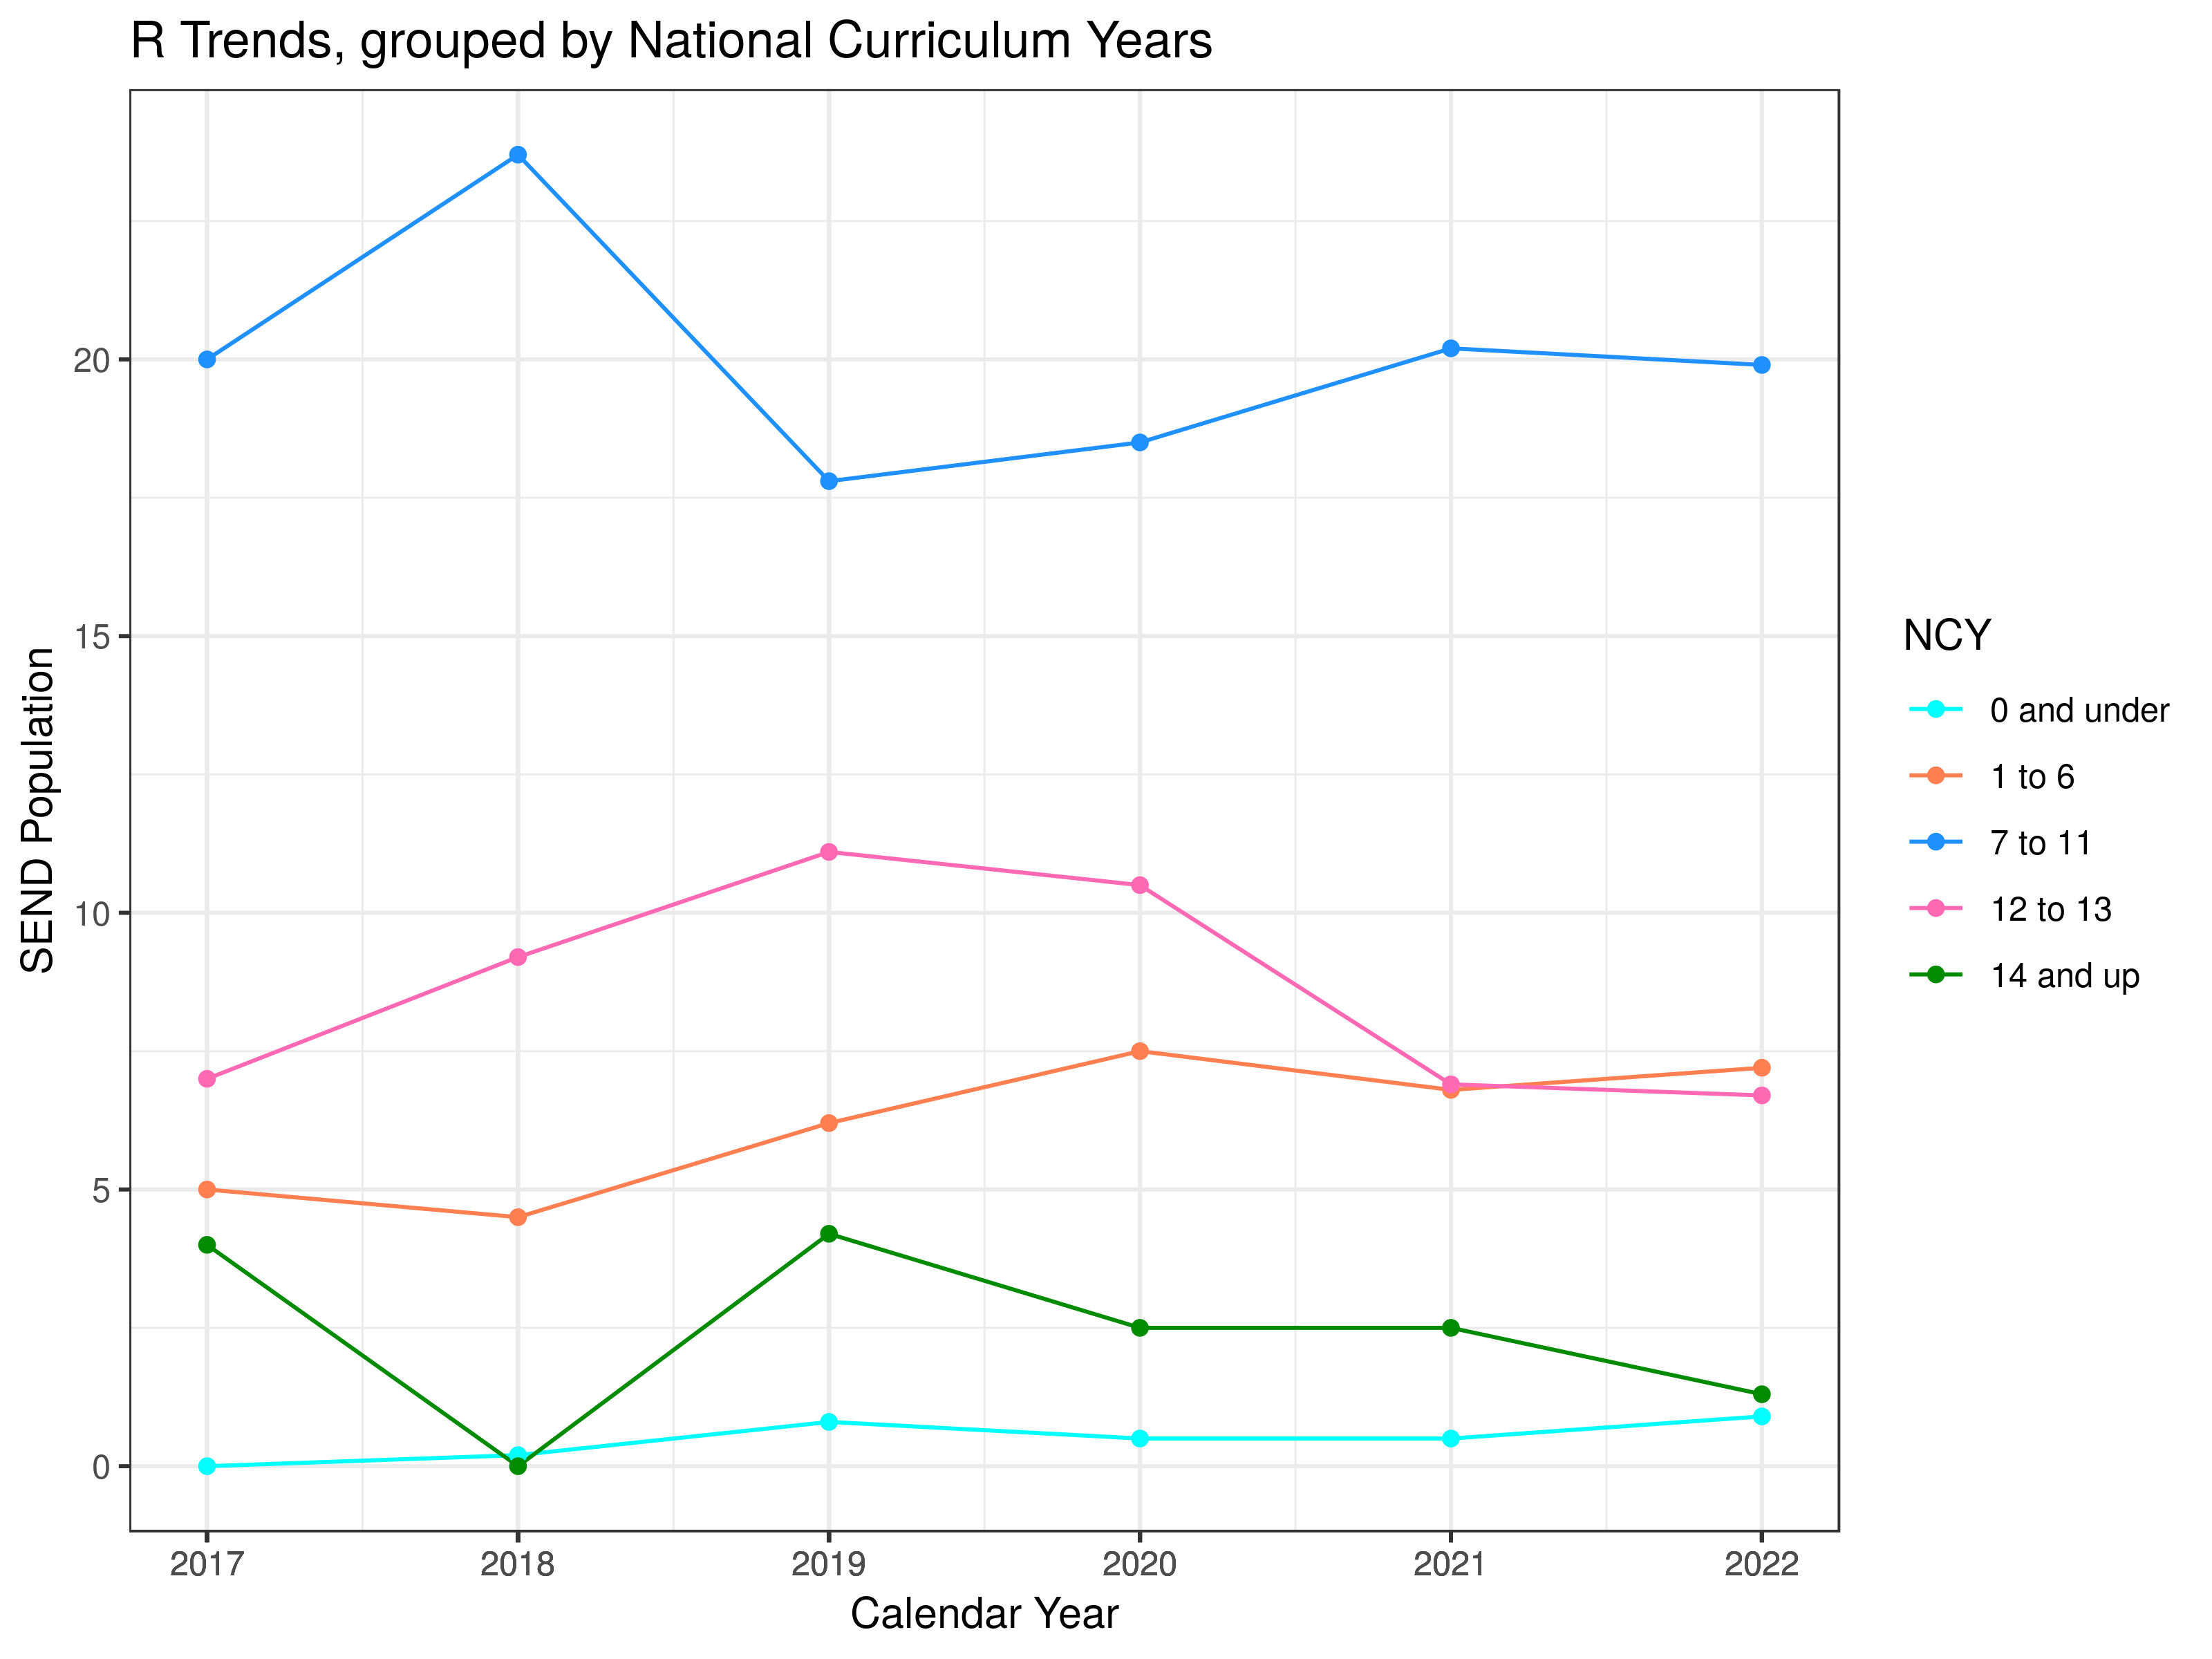 R Trends, grouped by National Curriculum Years
SEND Population
20
15
10
5
0
2017 2018 2019 2020 2021 2022
Calendar Year
NCY
0 and under
1 to 6
7 to 11
12 to 13
14 and up